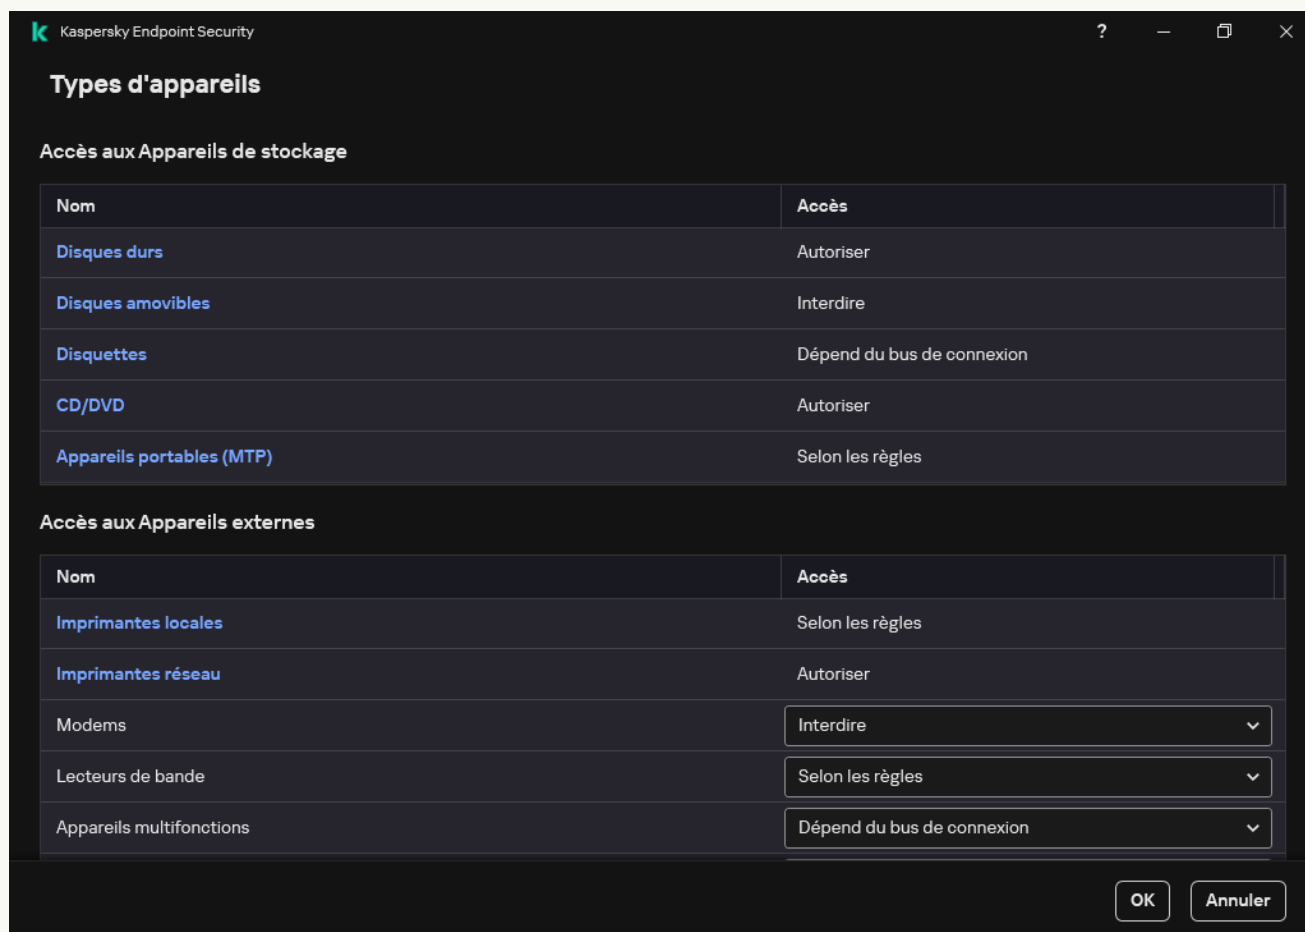 Kaspersky Endpoint Security
?
Types d'appareils
Accès aux Appareils de stockage
Nom Accès
Disques durs Autoriser
Disques amovibles Interdire
Disquettes Dépend du bus de connexion
CD/DVD Autoriser
Appareils portables (MTP) Selon les règles
Accès aux Appareils externes
Nom Accès
Imprimantes locales Selon les règles
Imprimantes réseau Autoriser
Modems Interdire
Lecteurs de bande Selon les règles
Appareils multifonctions Dépend du bus de connexion
OK Annuler